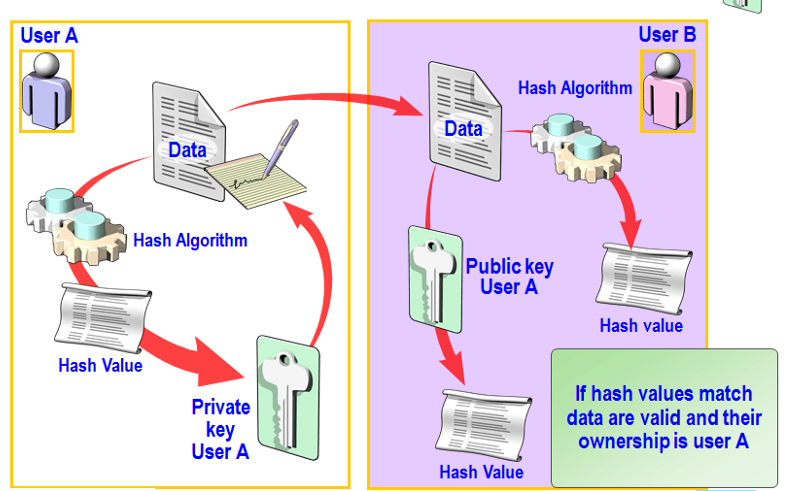 User A
Data
Hash Algorithm
Hash Value
Private
key
User A
User B
Data
Hash Algorithm
Public key
User A
Hash value
Hash Value
If hash values match
data are valid and their
ownership is user A